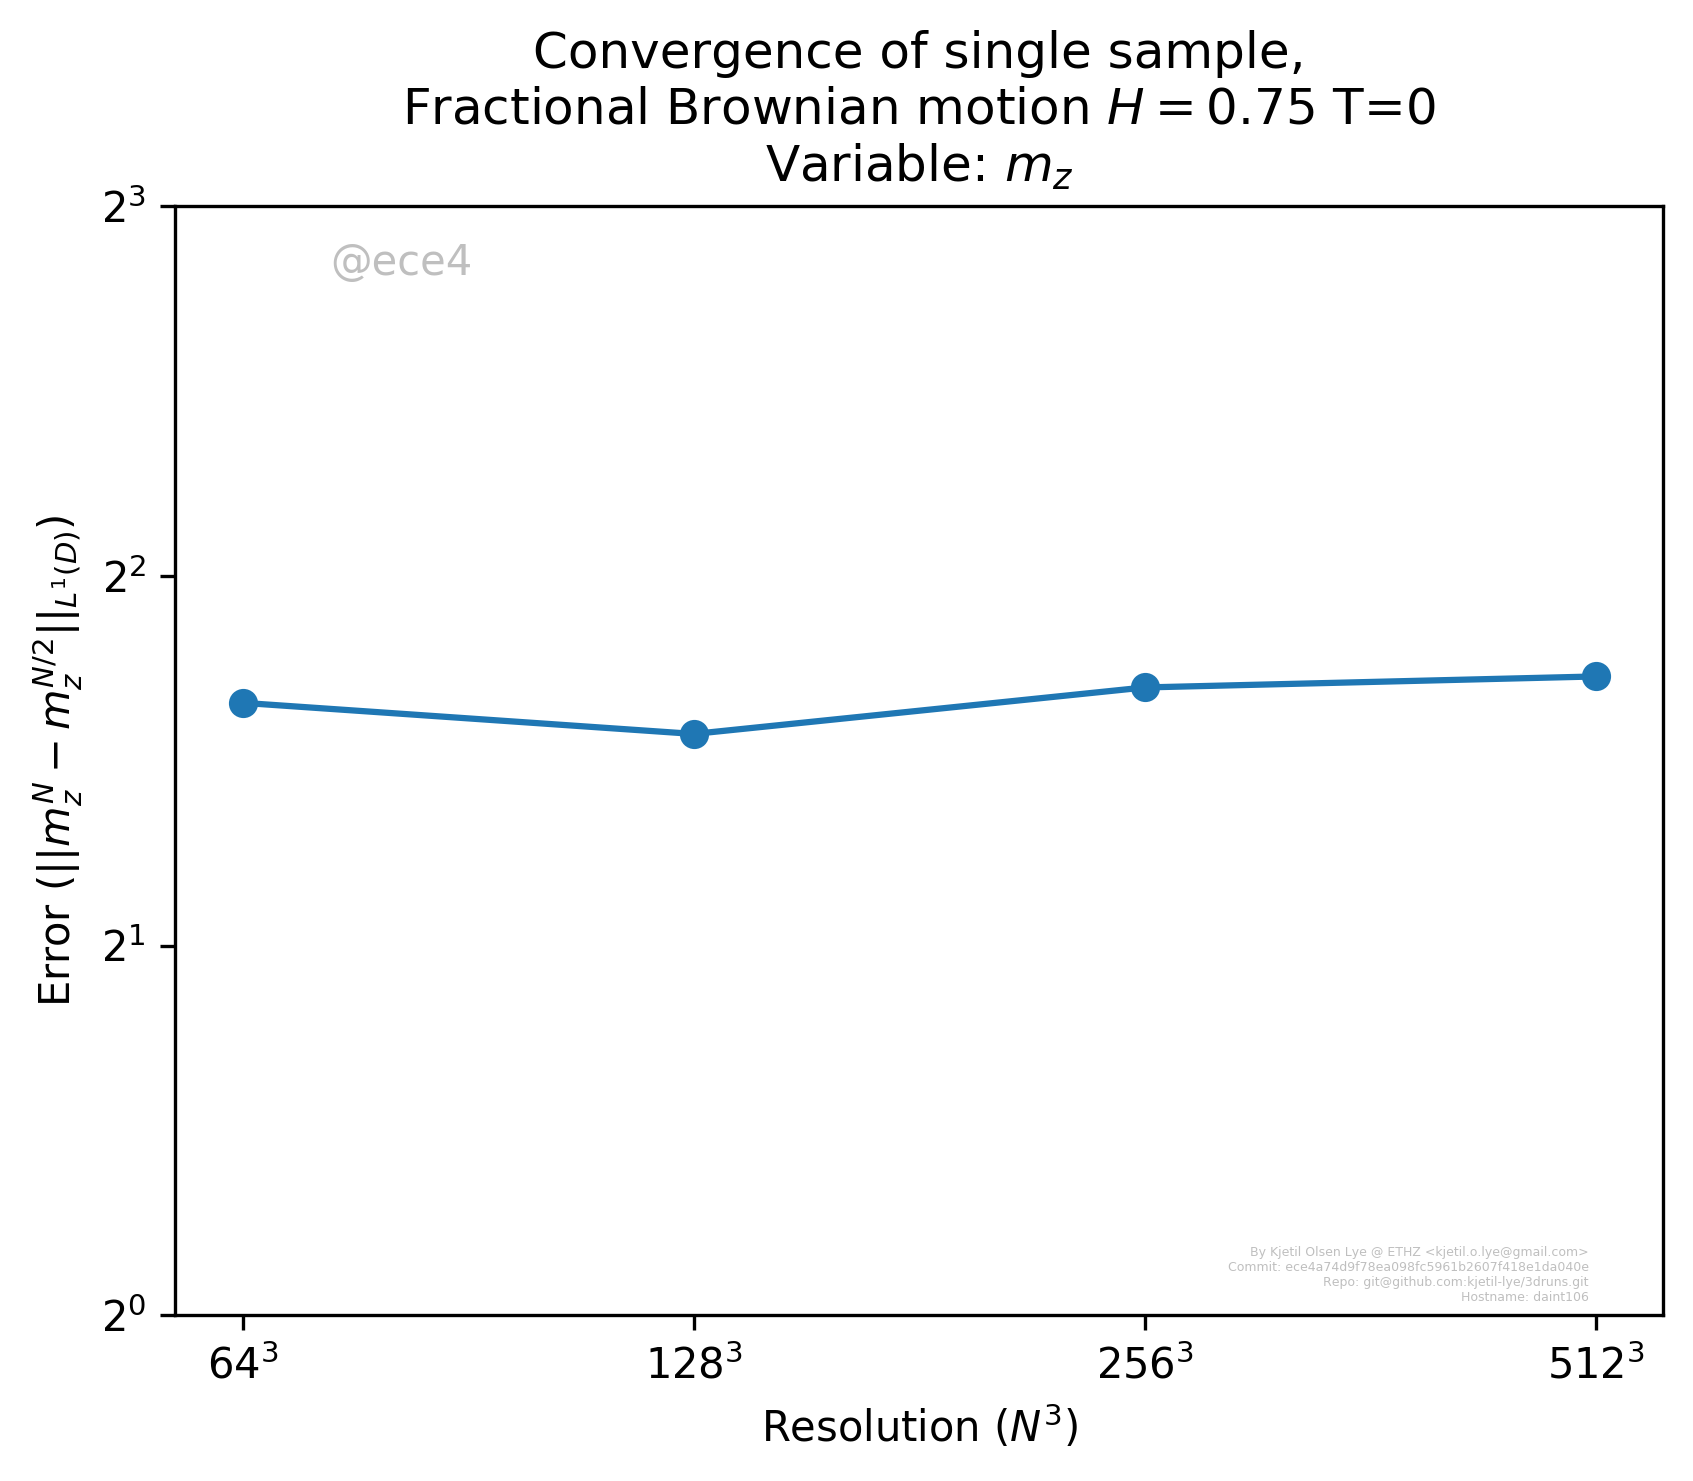 Convergence of single sample,
Fractional Brownian motion H = 0.75 T=0
Variable: m_z
@ece4
2^3
2^2
2^1
2^0
Error (||m_z^N − m_z^{N/2}||_{L^1(D)})
By Kjetil Olsen Lye @ ETHZ <kjetil.o.lye@gmail.com>
Commit: ece4a74d9f78ea098fc5961b2607f418e1da040e
Repo: git@github.com:kjetil-lye/3druns.git
Hostname: daint106
64^3 128^3 256^3 512^3
Resolution (N^3)